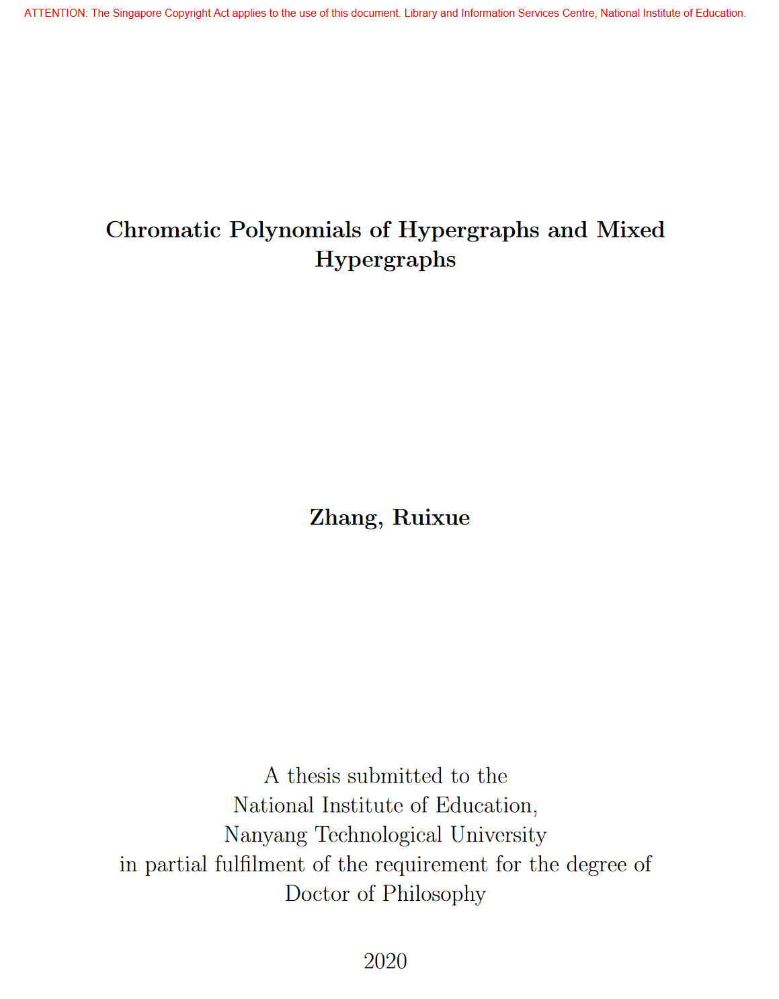 ATTENTION: The Singapore Copyright Act applies to the use of this document. Library and Information Services Centre, National Institute of Education.
Chromatic Polynomials of Hypergraphs and Mixed
Hypergraphs
Zhang, Ruixue
A thesis submitted to the
National Institute of Education,
Nanyang Technological University
in partial fulfilment of the requirement for the degree of
Doctor of Philosophy
2020